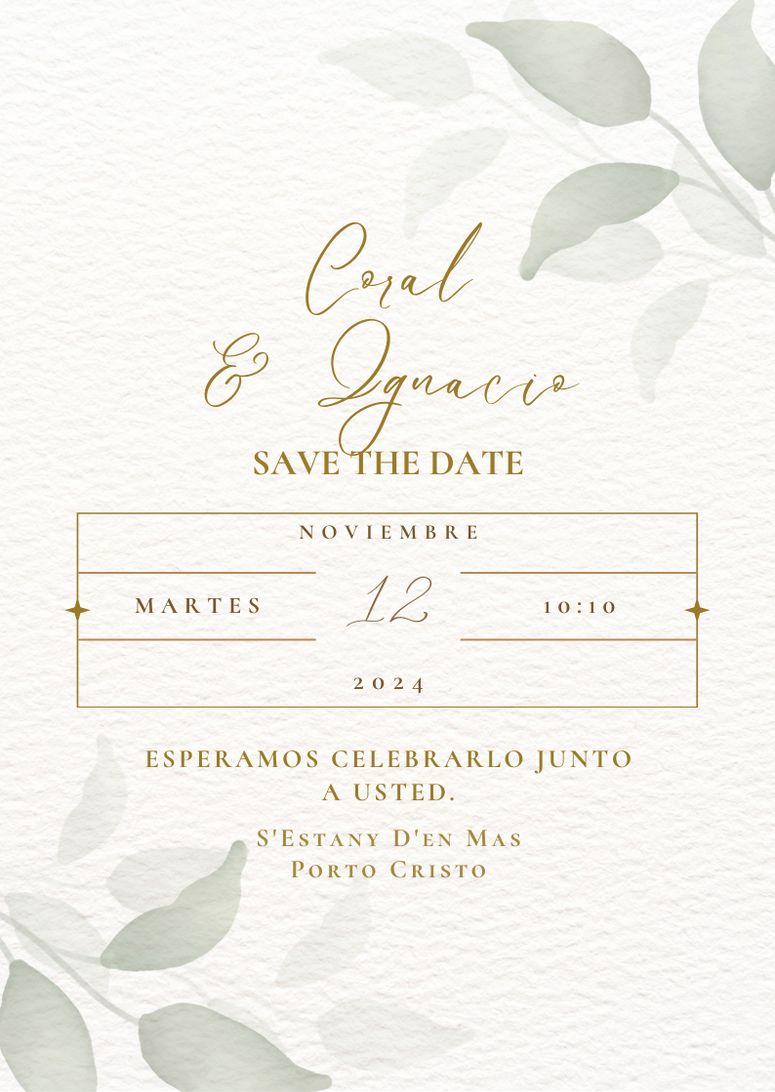 Coral
& Ignacio
SAVE THE DATE
NOVIEMBRE
MARTES 12 10:10
2024
ESPERAMOS CELEBRARLO JUNTO
A USTED.
S'Estany D'en Mas
Porto Cristo